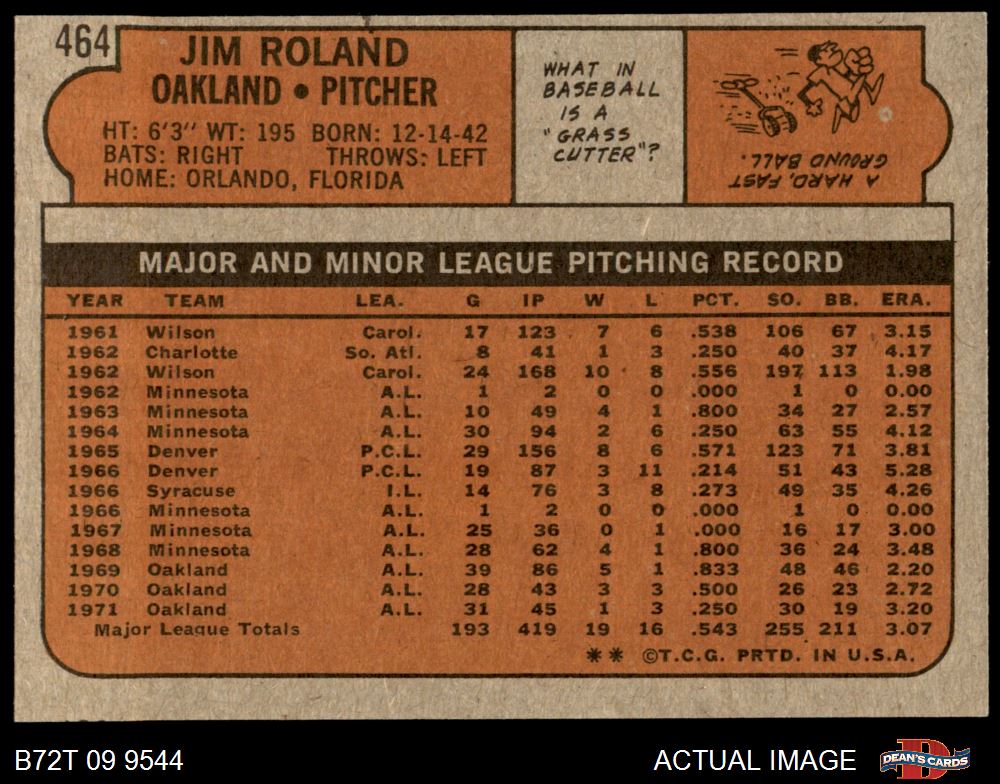 464
JIM ROLAND
OAKLAND • PITCHER
HT: 6'3" WT: 195 BORN: 12-14-42
BATS: RIGHT THROWS: LEFT
HOME: ORLANDO, FLORIDA
WHAT IN
BASEBALL
IS A
"GRASS
CUTTER"?
A HARD, FAST
GROUND BALL.
MAJOR AND MINOR LEAGUE PITCHING RECORD
YEAR TEAM LEA. G IP W L PCT. SO. BB. ERA.
1961 Wilson Carol. 17 123 7 6 .538 106 67 3.15
1962 Charlotte So. Atl. 8 41 1 3 .250 40 37 4.17
1962 Wilson Carol. 24 168 10 8 .556 197 113 1.98
1962 Minnesota A.L. 1 2 0 0 .000 1 0 0.00
1963 Minnesota A.L. 10 49 4 1 .800 34 27 2.57
1964 Minnesota A.L. 30 94 2 6 .250 63 55 4.12
1965 Denver P.C.L. 29 156 8 6 .571 123 71 3.81
1966 Denver P.C.L. 19 87 3 11 .214 51 43 5.28
1966 Syracuse I.L. 14 76 3 8 .273 49 35 4.26
1966 Minnesota A.L. 1 2 0 0 .000 1 0 0.00
1967 Minnesota A.L. 25 36 0 1 .000 16 17 3.00
1968 Minnesota A.L. 28 62 4 1 .800 36 24 3.48
1969 Oakland A.L. 39 86 5 1 .833 48 46 2.20
1970 Oakland A.L. 28 43 3 3 .500 26 23 2.72
1971 Oakland A.L. 31 45 1 3 .250 30 19 3.20
Major League Totals 193 419 19 16 .543 255 211 3.07
** ©T.C.G. PRTD. IN U.S.A.
B72T 09 9544 ACTUAL IMAGE DEAN'S CARDS